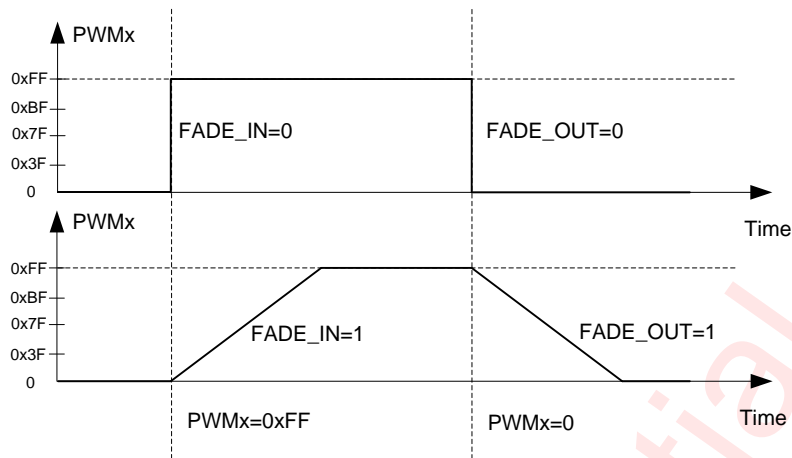 PWMx
0xFF
0xBF
0x7F
0x3F
0
FADE_IN=0
FADE_OUT=0
Time
PWMx
0xFF
0xBF
0x7F
0x3F
0
FADE_IN=1
FADE_OUT=1
Time
PWMx=0xFF
PWMx=0
tial